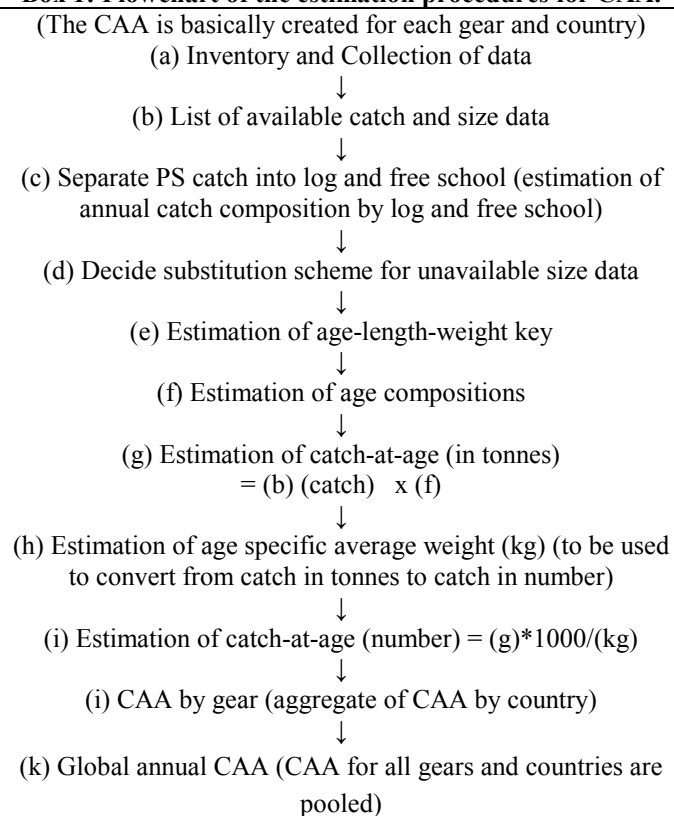 Box 1. Flowchart of the estimation procedures for CAA.
(The CAA is basically created for each gear and country)
(a) Inventory and Collection of data
↓
(b) List of available catch and size data
↓
(c) Separate PS catch into log and free school (estimation of
annual catch composition by log and free school)
↓
(d) Decide substitution scheme for unavailable size data
↓
(e) Estimation of age-length-weight key
↓
(f) Estimation of age compositions
↓
(g) Estimation of catch-at-age (in tonnes)
= (b) (catch) x (f)
↓
(h) Estimation of age specific average weight (kg) (to be used
to convert from catch in tonnes to catch in number)
↓
(i) Estimation of catch-at-age (number) = (g)*1000/(kg)
↓
(i) CAA by gear (aggregate of CAA by country)
↓
(k) Global annual CAA (CAA for all gears and countries are
pooled)